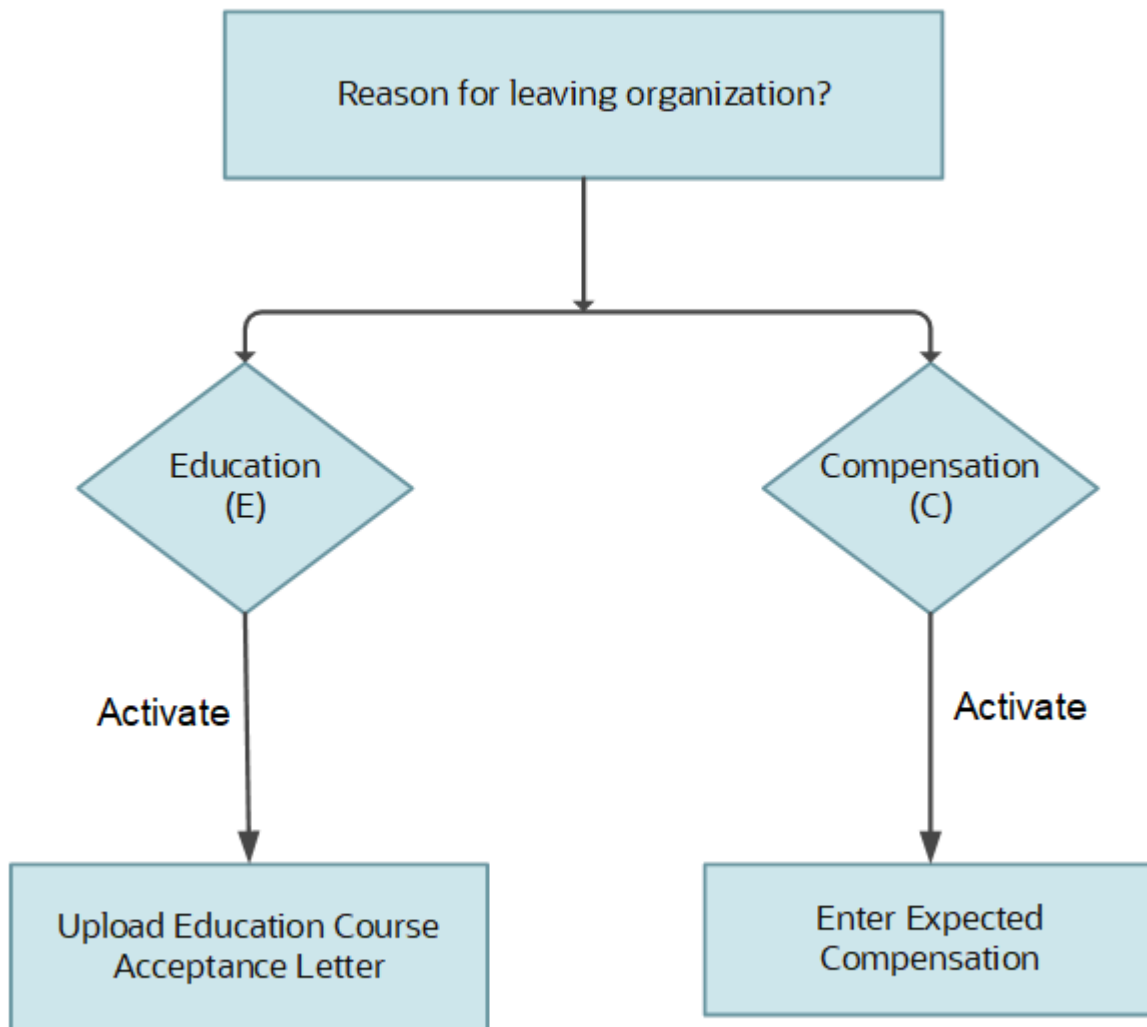 Reason for leaving organization?
Education
(E)
Compensation
(C)
Activate
Activate
Upload Education Course
Acceptance Letter
Enter Expected
Compensation